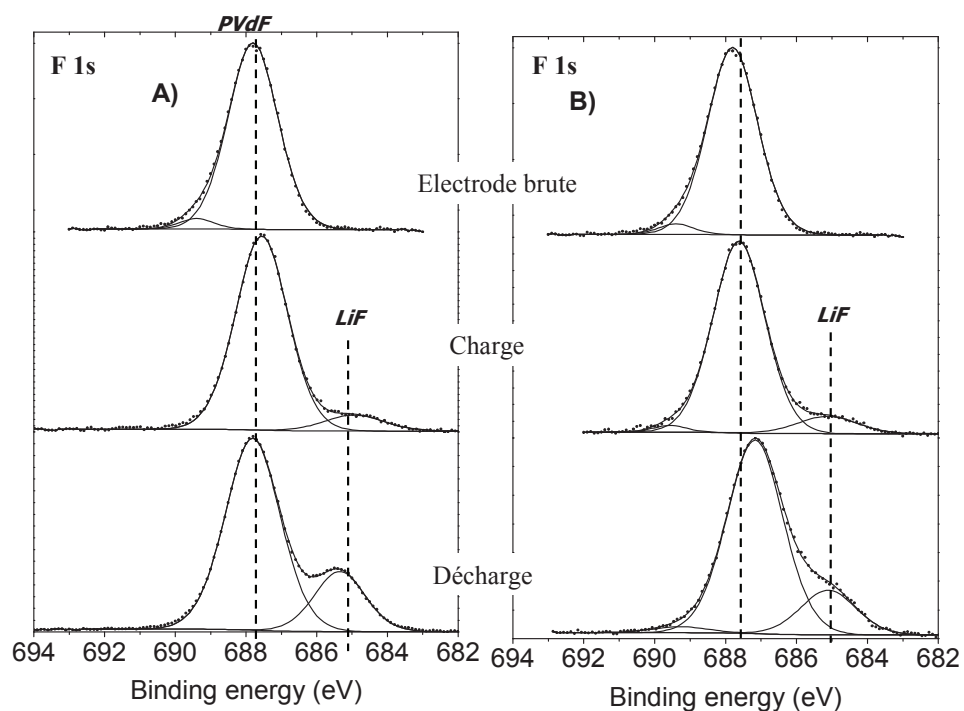 PVdF
F 1s
A)
F 1s
B)
Electrode brute
LiF
Charge
LiF
Décharge
694 692 690 688 686 684 682
694 692 690 688 686 684 682
Binding energy (eV)
Binding energy (eV)